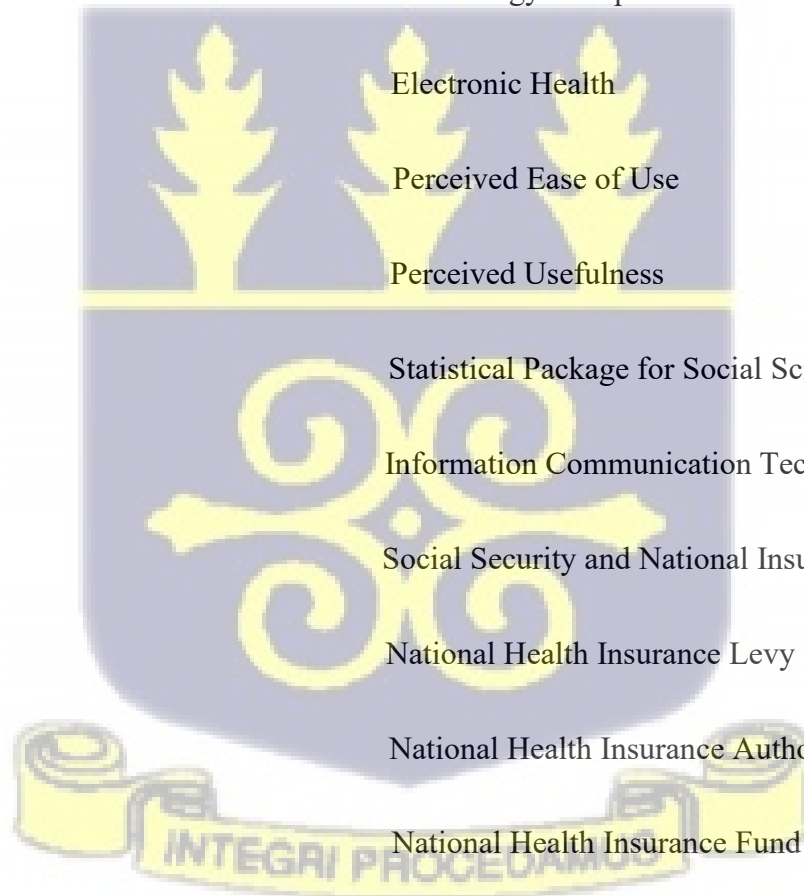 Electronic Health
Perceived Ease of Use
Perceived Usefulness
Statistical Package for Social Sc
Information Communication Tec
Social Security and National Insu
National Health Insurance Levy
National Health Insurance Autho
National Health Insurance Fund
INTEGRI PROCEDAMUS